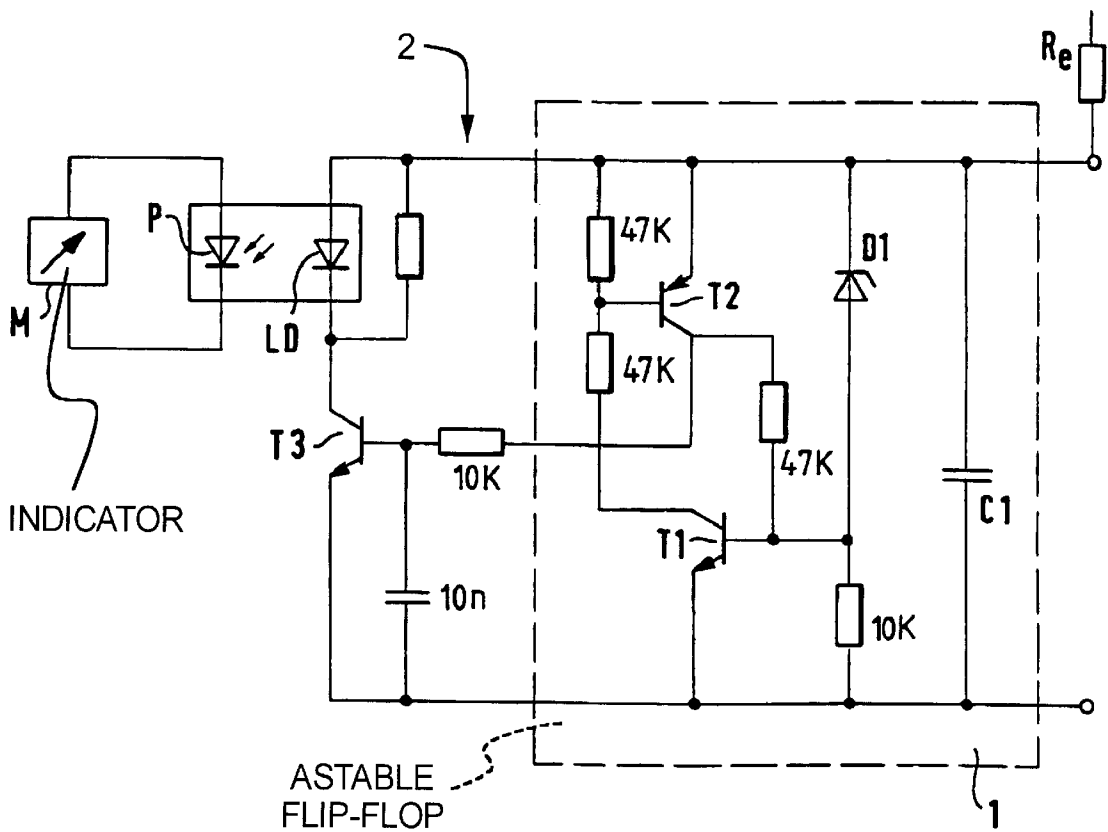 2
Re
P
47K
D1
T2
M
LD
47K
T3
10K
47K
INDICATOR
C1
T1
10n
10K
ASTABLE
FLIP-FLOP
1